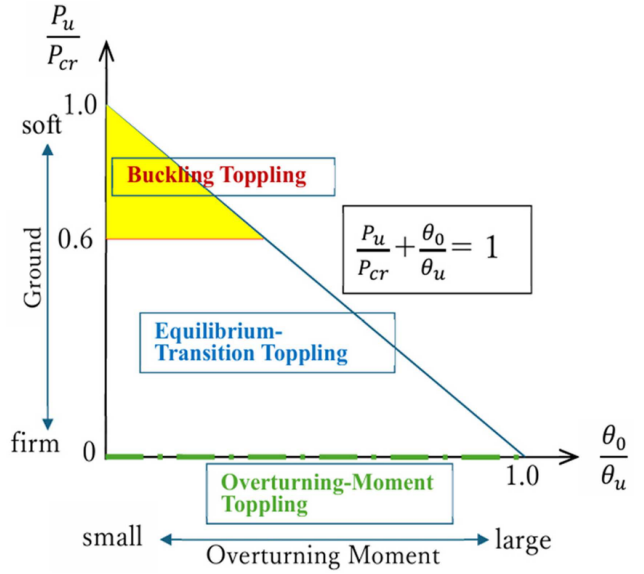 P_u/P_cr
1.0
soft
Buckling Toppling
0.6
P_u/P_cr + θ_0/θ_u = 1
Ground
Equilibrium-
Transition Toppling
firm
0
θ_0/θ_u
1.0
Overturning-Moment
Toppling
small
large
Overturning Moment